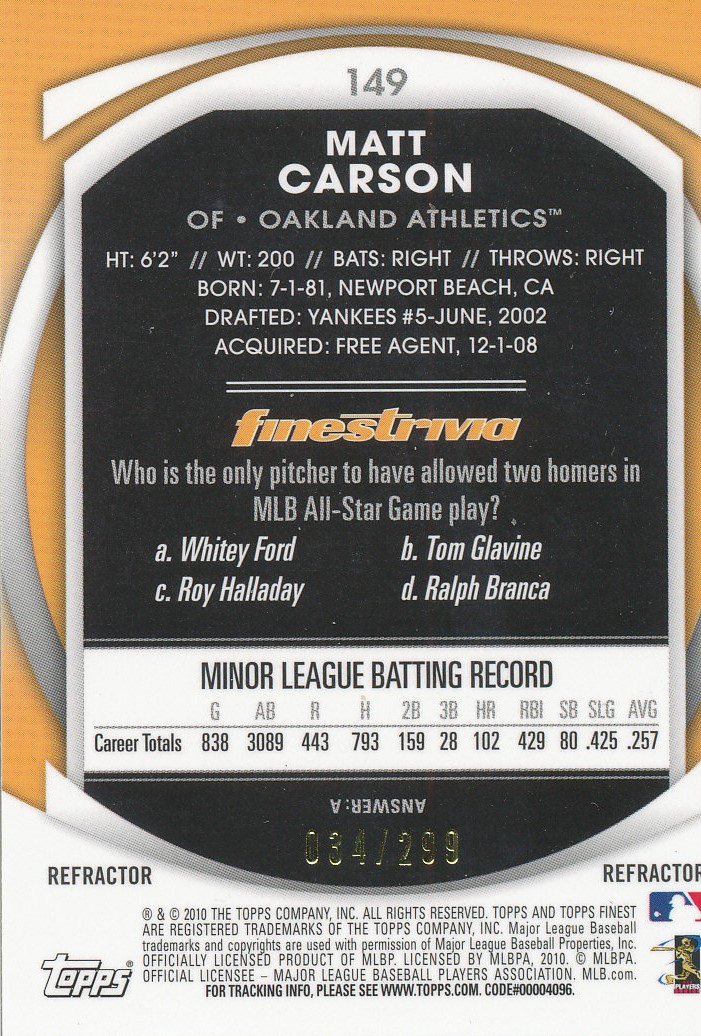 149
MATT
CARSON
OF • OAKLAND ATHLETICS™
HT: 6'2" // WT: 200 // BATS: RIGHT // THROWS: RIGHT
BORN: 7-1-81, NEWPORT BEACH, CA
DRAFTED: YANKEES #5-JUNE, 2002
ACQUIRED: FREE AGENT, 12-1-08
finestrivia
Who is the only pitcher to have allowed two homers in
MLB All-Star Game play?
a. Whitey Ford b. Tom Glavine
c. Roy Halladay d. Ralph Branca
MINOR LEAGUE BATTING RECORD
G AB R H 2B 3B HR RBI SB SLG AVG
Career Totals 838 3089 443 793 159 28 102 429 80 .425 .257
ANSWER: A
034/299
REFRACTOR REFRACTOR
® & © 2010 THE TOPPS COMPANY, INC. ALL RIGHTS RESERVED. TOPPS AND TOPPS FINEST
ARE REGISTERED TRADEMARKS OF THE TOPPS COMPANY, INC. Major League Baseball
trademarks and copyrights are used with permission of Major League Baseball Properties, Inc.
OFFICIALLY LICENSED PRODUCT OF MLBP. LICENSED BY MLBPA, 2010. © MLBPA.
OFFICIAL LICENSEE – MAJOR LEAGUE BASEBALL PLAYERS ASSOCIATION. MLB.com.
FOR TRACKING INFO, PLEASE SEE WWW.TOPPS.COM. CODE#00004096.
topps®
PLAYERS